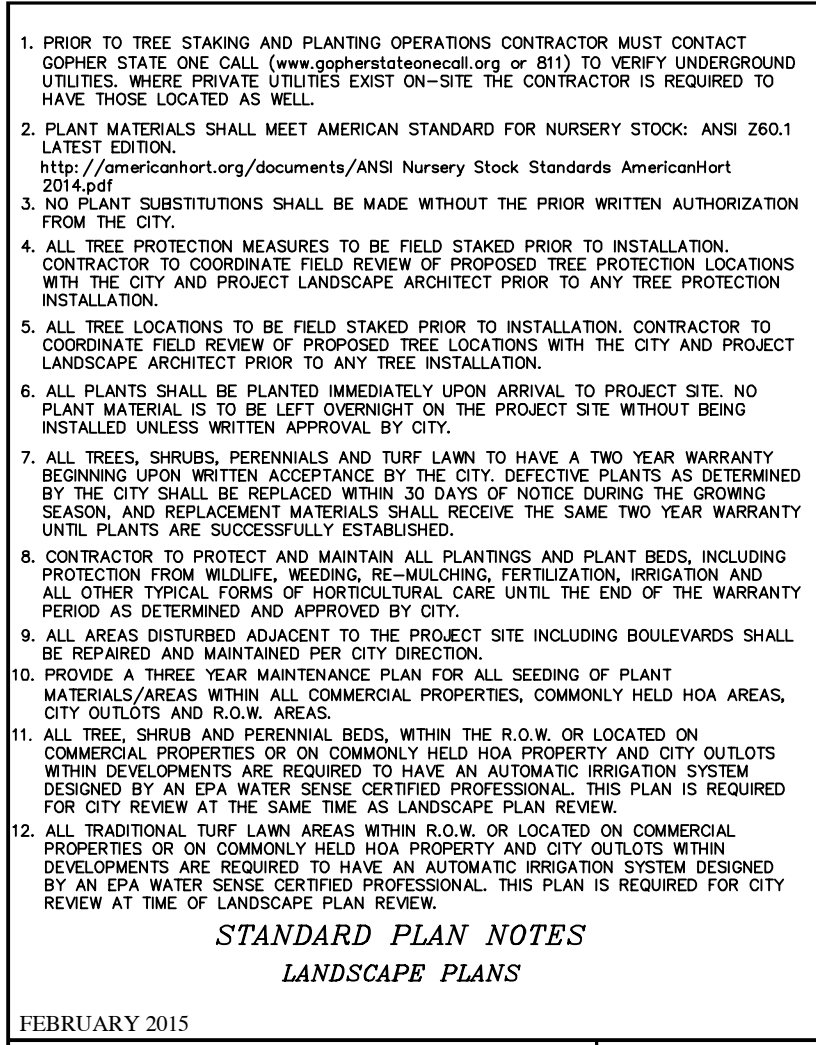 1. PRIOR TO TREE STAKING AND PLANTING OPERATIONS CONTRACTOR MUST CONTACT
GOPHER STATE ONE CALL (www.gopherstateonecall.org or 811) TO VERIFY UNDERGROUND
UTILITIES. WHERE PRIVATE UTILITIES EXIST ON-SITE THE CONTRACTOR IS REQUIRED TO
HAVE THOSE LOCATED AS WELL.
2. PLANT MATERIALS SHALL MEET AMERICAN STANDARD FOR NURSERY STOCK: ANSI Z60.1
LATEST EDITION.
http://americanhort.org/documents/ANSI Nursery Stock Standards AmericanHort
2014.pdf
3. NO PLANT SUBSTITUTIONS SHALL BE MADE WITHOUT THE PRIOR WRITTEN AUTHORIZATION
FROM THE CITY.
4. ALL TREE PROTECTION MEASURES TO BE FIELD STAKED PRIOR TO INSTALLATION.
CONTRACTOR TO COORDINATE FIELD REVIEW OF PROPOSED TREE PROTECTION LOCATIONS
WITH THE CITY AND PROJECT LANDSCAPE ARCHITECT PRIOR TO ANY TREE PROTECTION
INSTALLATION.
5. ALL TREE LOCATIONS TO BE FIELD STAKED PRIOR TO INSTALLATION. CONTRACTOR TO
COORDINATE FIELD REVIEW OF PROPOSED TREE LOCATIONS WITH THE CITY AND PROJECT
LANDSCAPE ARCHITECT PRIOR TO ANY TREE INSTALLATION.
6. ALL PLANTS SHALL BE PLANTED IMMEDIATELY UPON ARRIVAL TO PROJECT SITE. NO
PLANT MATERIAL IS TO BE LEFT OVERNIGHT ON THE PROJECT SITE WITHOUT BEING
INSTALLED UNLESS WRITTEN APPROVAL BY CITY.
7. ALL TREES, SHRUBS, PERENNIALS AND TURF LAWN TO HAVE A TWO YEAR WARRANTY
BEGINNING UPON WRITTEN ACCEPTANCE BY THE CITY. DEFECTIVE PLANTS AS DETERMINED
BY THE CITY SHALL BE REPLACED WITHIN 30 DAYS OF NOTICE DURING THE GROWING
SEASON, AND REPLACEMENT MATERIALS SHALL RECEIVE THE SAME TWO YEAR WARRANTY
UNTIL PLANTS ARE SUCCESSFULLY ESTABLISHED.
8. CONTRACTOR TO PROTECT AND MAINTAIN ALL PLANTINGS AND PLANT BEDS, INCLUDING
PROTECTION FROM WILDLIFE, WEEDING, RE-MULCHING, FERTILIZATION, IRRIGATION AND
ALL OTHER TYPICAL FORMS OF HORTICULTURAL CARE UNTIL THE END OF THE WARRANTY
PERIOD AS DETERMINED AND APPROVED BY CITY.
9. ALL AREAS DISTURBED ADJACENT TO THE PROJECT SITE INCLUDING BOULEVARDS SHALL
BE REPAIRED AND MAINTAINED PER CITY DIRECTION.
10. PROVIDE A THREE YEAR MAINTENANCE PLAN FOR ALL SEEDING OF PLANT
MATERIALS/AREAS WITHIN ALL COMMERCIAL PROPERTIES, COMMONLY HELD HOA AREAS,
CITY OUTLOTS AND R.O.W. AREAS.
11. ALL TREE, SHRUB AND PERENNIAL BEDS, WITHIN THE R.O.W. OR LOCATED ON
COMMERCIAL PROPERTIES OR ON COMMONLY HELD HOA PROPERTY AND CITY OUTLOTS
WITHIN DEVELOPMENTS ARE REQUIRED TO HAVE AN AUTOMATIC IRRIGATION SYSTEM
DESIGNED BY AN EPA WATER SENSE CERTIFIED PROFESSIONAL. THIS PLAN IS REQUIRED
FOR CITY REVIEW AT THE SAME TIME AS LANDSCAPE PLAN REVIEW.
12. ALL TRADITIONAL TURF LAWN AREAS WITHIN R.O.W. OR LOCATED ON COMMERCIAL
PROPERTIES OR ON COMMONLY HELD HOA PROPERTY AND CITY OUTLOTS WITHIN
DEVELOPMENTS ARE REQUIRED TO HAVE AN AUTOMATIC IRRIGATION SYSTEM DESIGNED
BY AN EPA WATER SENSE CERTIFIED PROFESSIONAL. THIS PLAN IS REQUIRED FOR CITY
REVIEW AT TIME OF LANDSCAPE PLAN REVIEW.
STANDARD PLAN NOTES
LANDSCAPE PLANS
FEBRUARY 2015